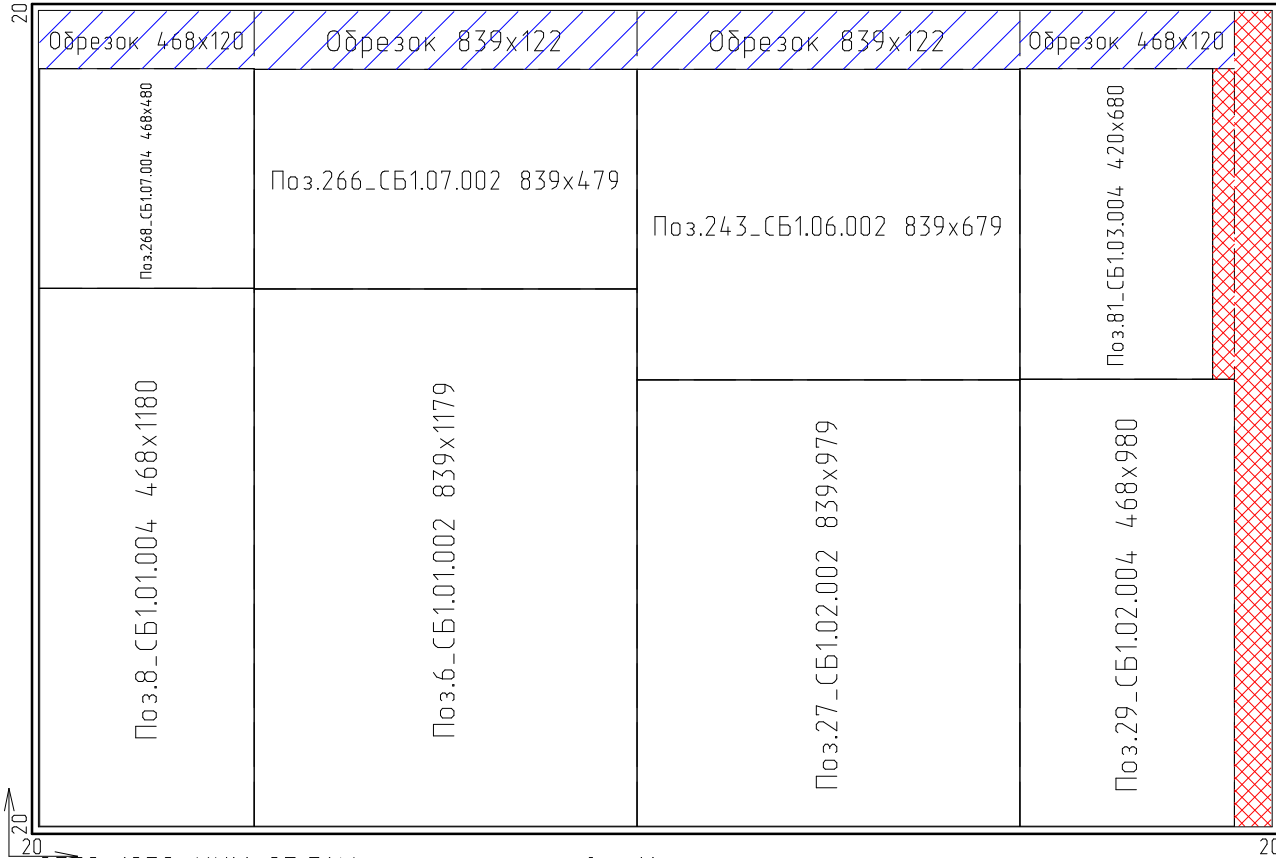 20
Обрезок 468x120
Обрезок 839x122
Обрезок 839x122
Обрезок 468x120
Поз.268_СБ1.07.004 468x480
Поз.266_СБ1.07.002 839x479
Поз.243_СБ1.06.002 839x679
Поз.81_СБ1.03.004 420x680
Поз.8_СБ1.01.004 468x1180
Поз.6_СБ1.01.002 839x1179
Поз.27_СБ1.02.002 839x979
Поз.29_СБ1.02.004 468x980
20
20
20